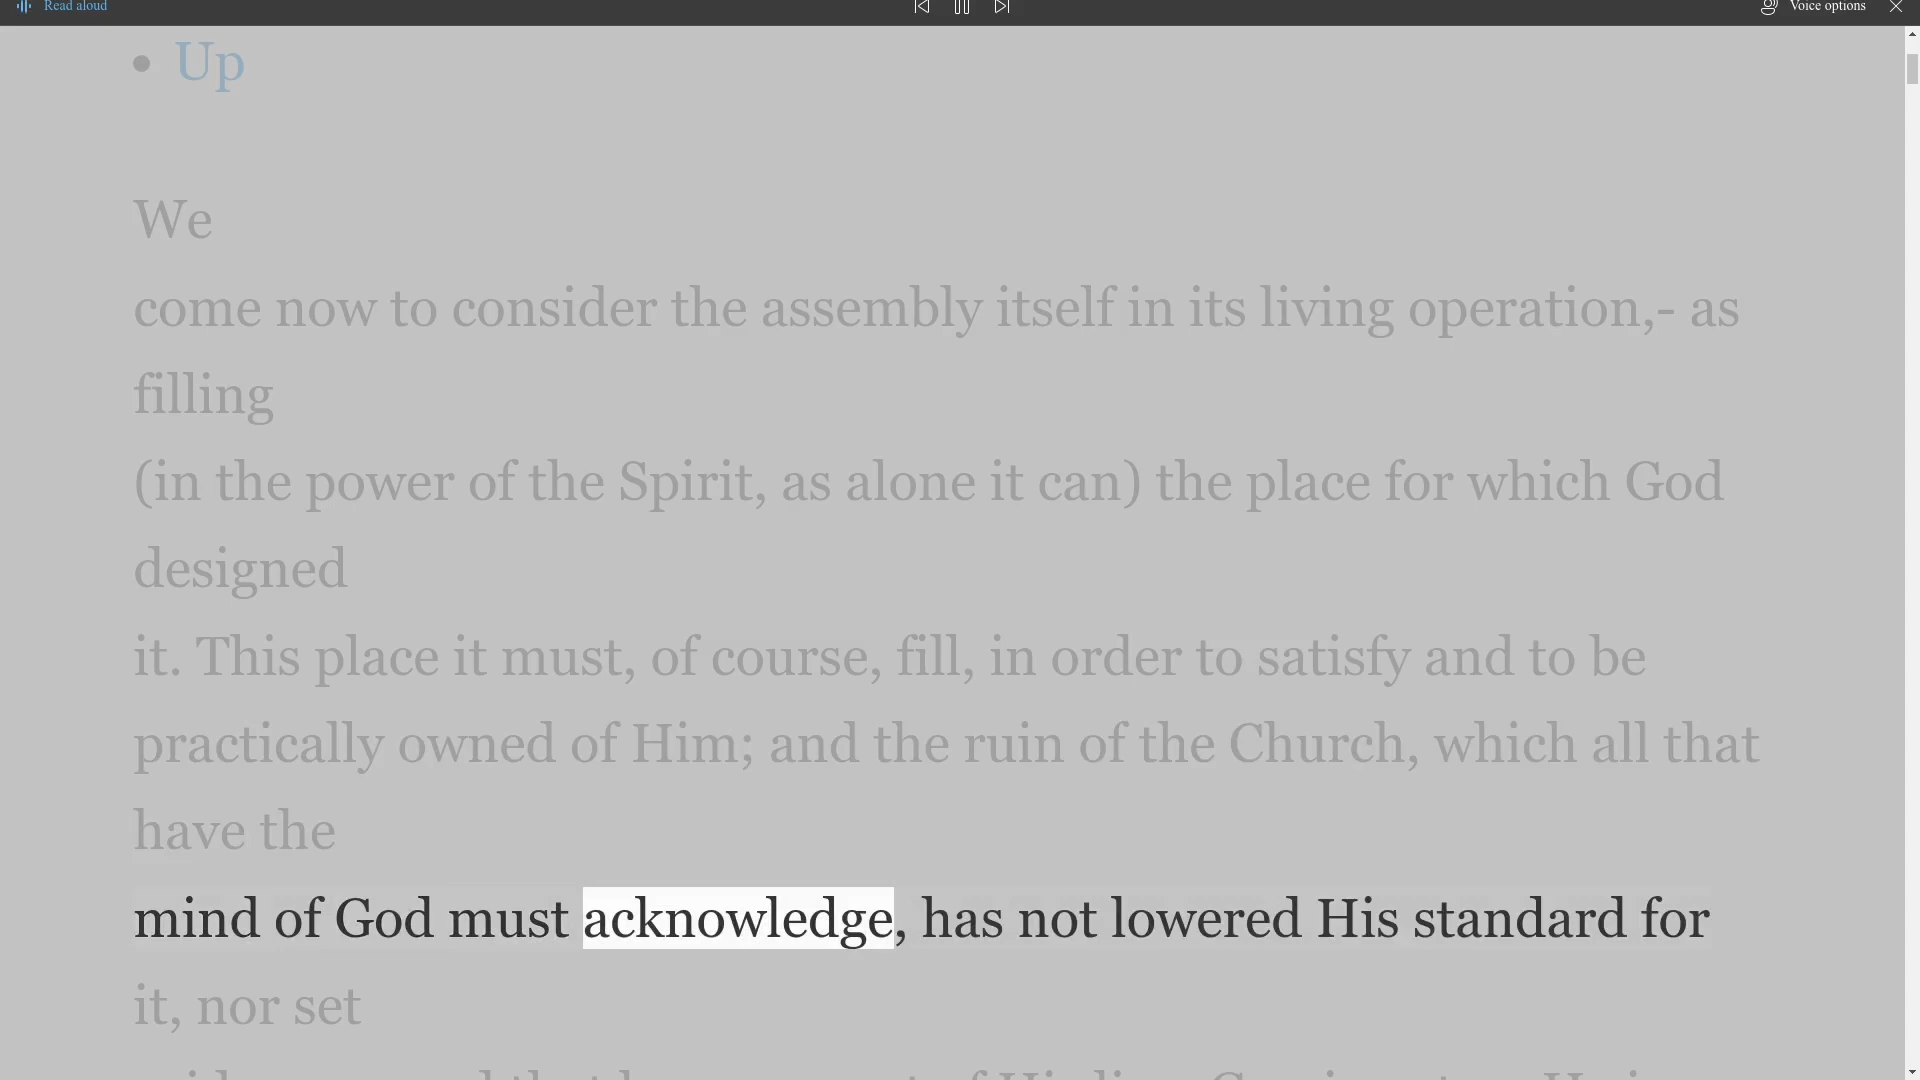 Read aloud
Voice options
Up
We
come now to consider the assembly itself in its living operation,- as
filling
(in the power of the Spirit, as alone it can) the place for which God
designed
it. This place it must, of course, fill, in order to satisfy and to be
practically owned of Him; and the ruin of the Church, which all that
have the
mind of God must acknowledge, has not lowered His standard for
it, nor set